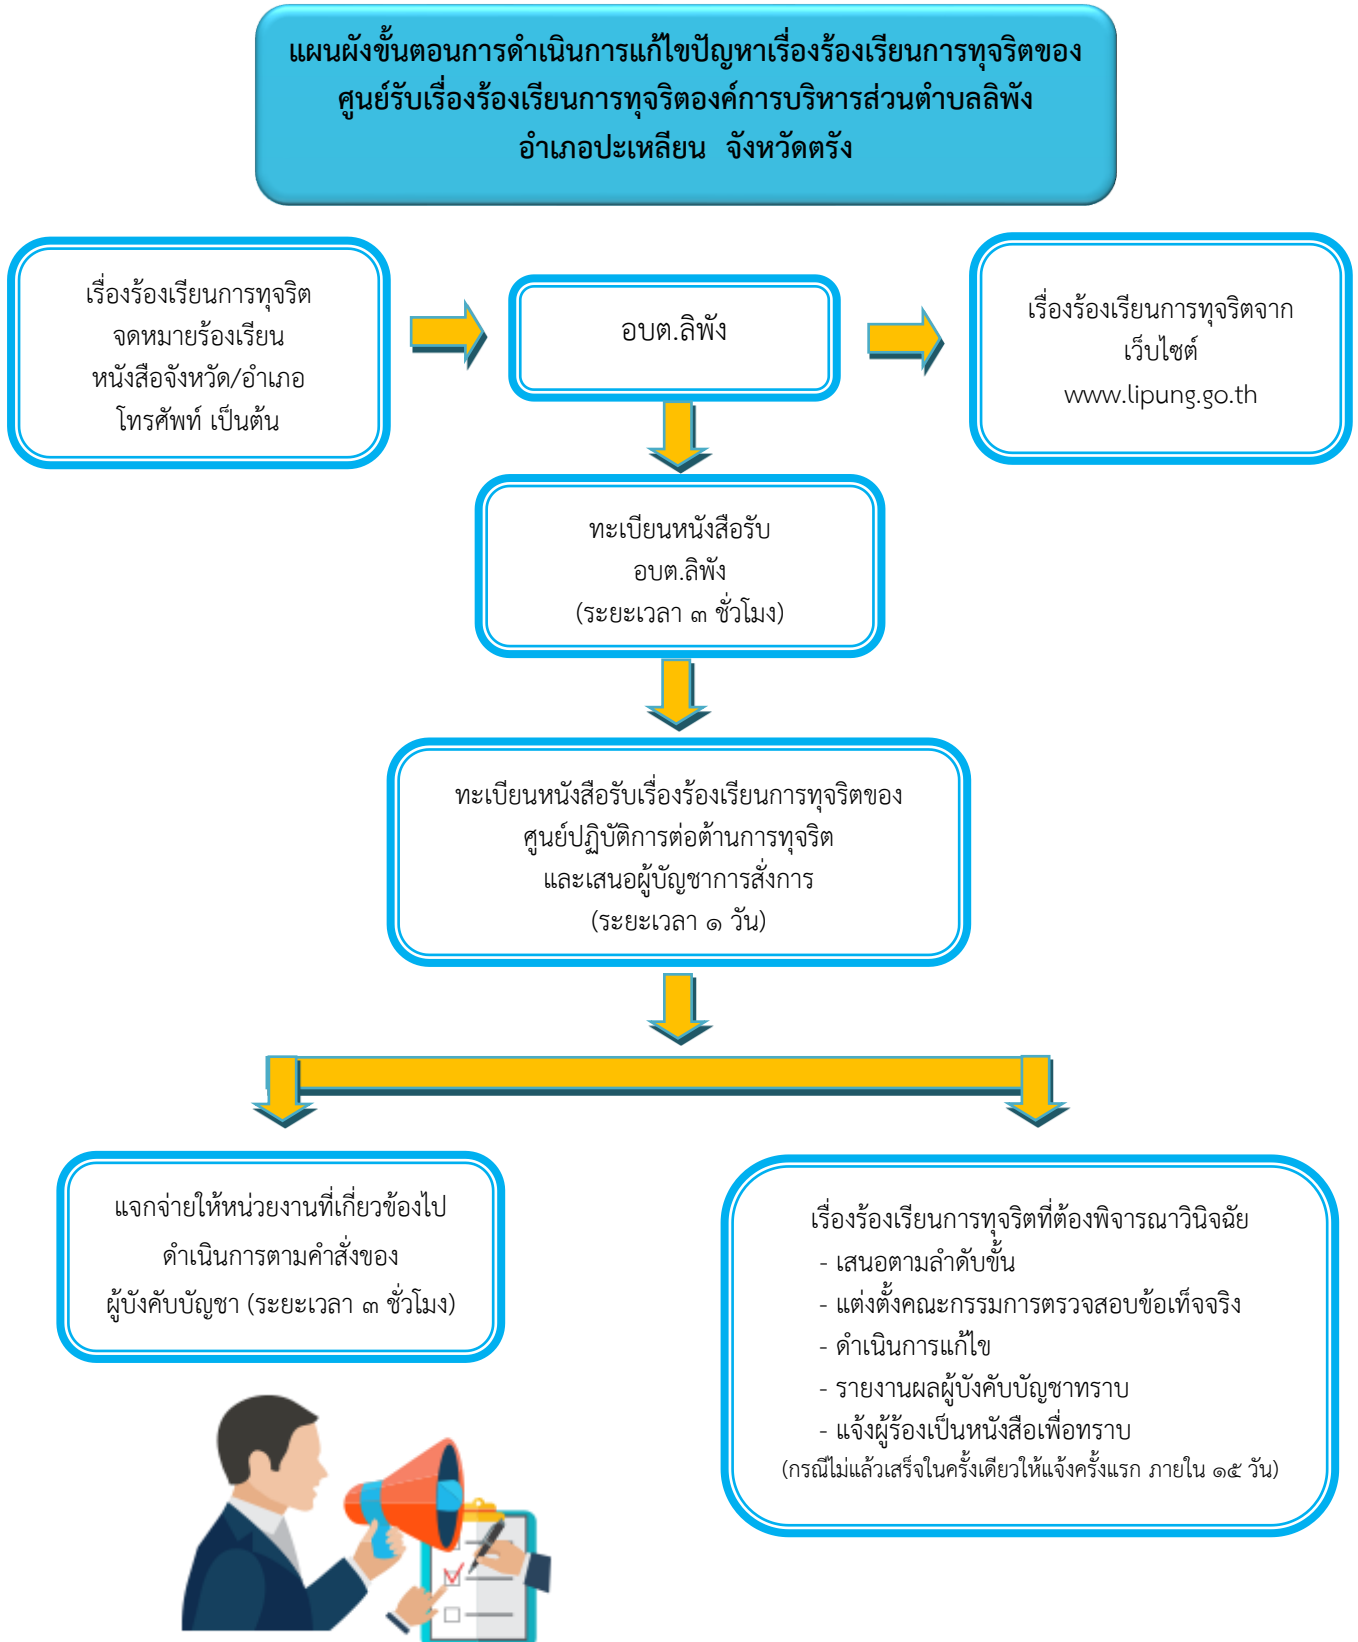 แผนผังขั้นตอนการดำเนินการแก้ไขปัญหาเรื่องร้องเรียนการทุจริตของ
ศูนย์รับเรื่องร้องเรียนการทุจริตองค์การบริหารส่วนตำบลลิพัง
อำเภอปะเหลียน จังหวัดตรัง
เรื่องร้องเรียนการทุจริต
จดหมายร้องเรียน
หนังสือจังหวัด/อำเภอ
โทรศัพท์ เป็นต้น
อบต.ลิพัง
เรื่องร้องเรียนการทุจริตจาก
เว็บไซต์
www.lipung.go.th
ทะเบียนหนังสือรับ
อบต.ลิพัง
(ระยะเวลา ๓ ชั่วโมง)
ทะเบียนหนังสือรับเรื่องร้องเรียนการทุจริตของ
ศูนย์ปฏิบัติการต่อต้านการทุจริต
และเสนอผู้บัญชาการสั่งการ
(ระยะเวลา ๑ วัน)
แจกจ่ายให้หน่วยงานที่เกี่ยวข้องไป
ดำเนินการตามคำสั่งของ
ผู้บังคับบัญชา (ระยะเวลา ๓ ชั่วโมง)
เรื่องร้องเรียนการทุจริตที่ต้องพิจารณาวินิจฉัย
- เสนอตามลำดับขั้น
- แต่งตั้งคณะกรรมการตรวจสอบข้อเท็จจริง
- ดำเนินการแก้ไข
- รายงานผลผู้บังคับบัญชาทราบ
- แจ้งผู้ร้องเป็นหนังสือเพื่อทราบ
(กรณีไม่แล้วเสร็จในครั้งเดียวให้แจ้งครั้งแรก ภายใน ๑๕ วัน)